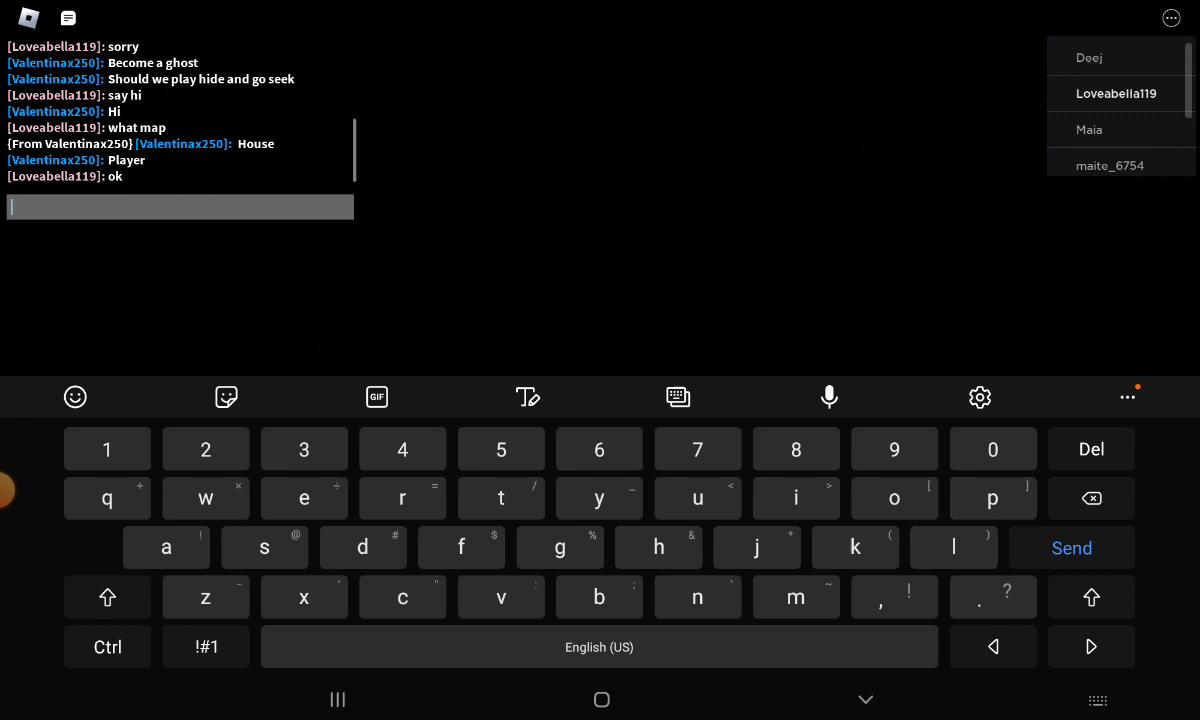 [Loveabella119]: sorry
[Valentinax250]: Become a ghost
[Valentinax250]: Should we play hide and go seek
[Loveabella119]: say hi
[Valentinax250]: Hi
[Loveabella119]: what map
{From Valentinax250} [Valentinax250]: House
[Valentinax250]: Player
[Loveabella119]: ok
Deej
Loveabella119
Maia
maite_6754
GIF
1 2 3 4 5 6 7 8 9 0 Del
q + w × e ÷ r = t / y _ u < i > o [ p ]
a ! s @ d # f $ g % h & j * k ( l ) Send
z - x ' c " v : b ; n ` m ~ , ! . ?
Ctrl !#1 English (US)